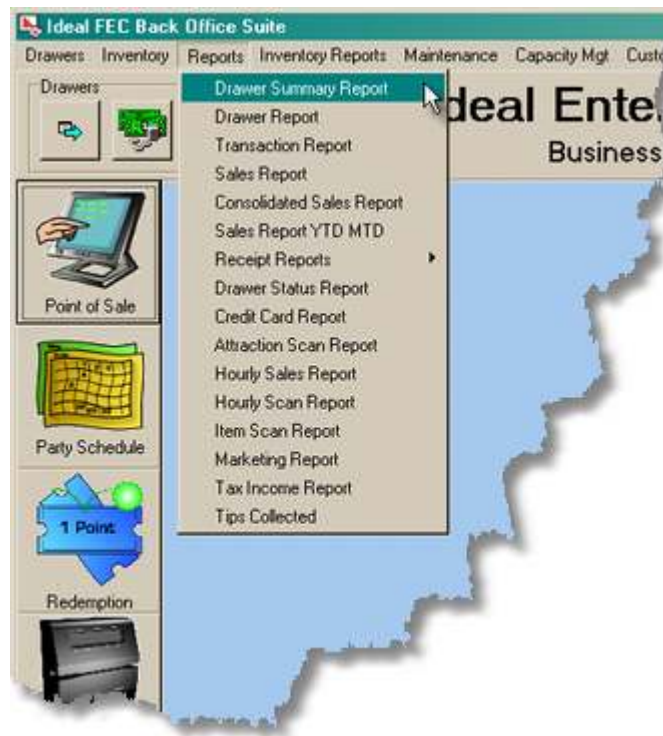 Ideal FEC Back Office Suite
Drawers Inventory Reports Inventory Reports Maintenance Capacity Mgt
Drawers
Drawer Summary Report
Drawer Report
Transaction Report
Sales Report
Consolidated Sales Report
Sales Report YTD MTD
Receipt Reports
Drawer Status Report
Credit Card Report
Attraction Scan Report
Hourly Sales Report
Hourly Scan Report
Item Scan Report
Marketing Report
Tax Income Report
Tips Collected
Business
Point of Sale
Party Schedule
1 Point
Redemption